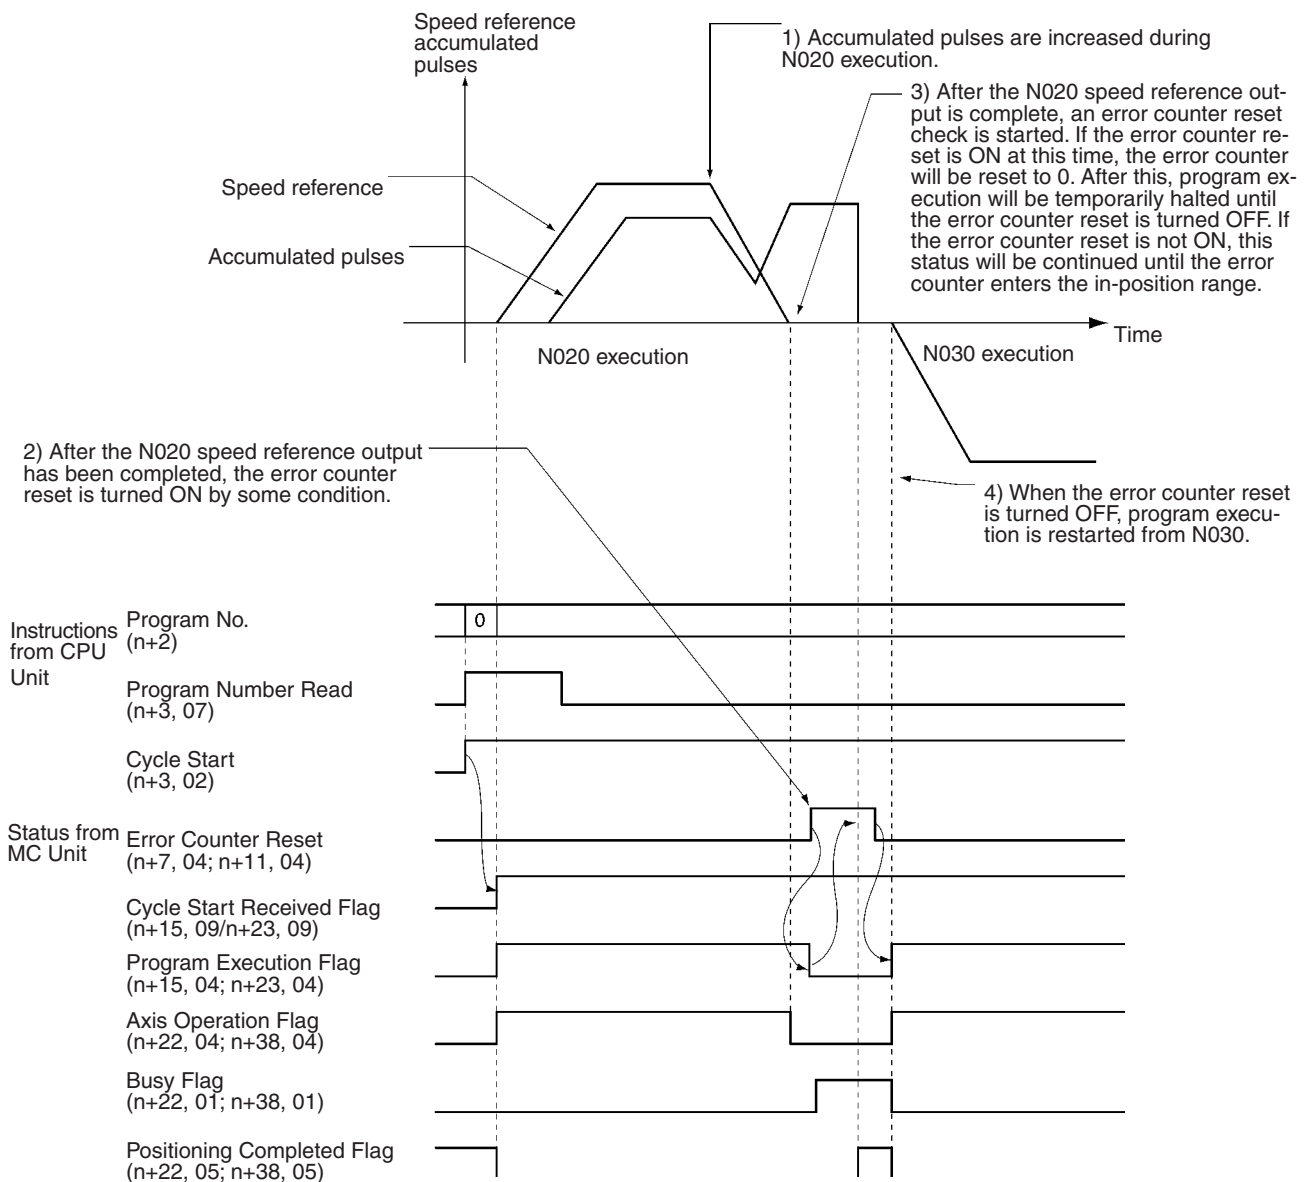 Speed reference
accumulated
pulses
1) Accumulated pulses are increased during
N020 execution.
3) After the N020 speed reference out-
put is complete, an error counter reset
check is started. If the error counter re-
set is ON at this time, the error counter
will be reset to 0. After this, program ex-
ecution will be temporarily halted until
the error counter reset is turned OFF. If
the error counter reset is not ON, this
status will be continued until the error
counter enters the in-position range.
Speed reference
Accumulated pulses
Time
N020 execution
N030 execution
2) After the N020 speed reference output
has been completed, the error counter
reset is turned ON by some condition.
4) When the error counter reset
is turned OFF, program execu-
tion is restarted from N030.
Instructions
from CPU
Unit
Program No.
(n+2)
0
Program Number Read
(n+3, 07)
Cycle Start
(n+3, 02)
Status from
MC Unit
Error Counter Reset
(n+7, 04; n+11, 04)
Cycle Start Received Flag
(n+15, 09/n+23, 09)
Program Execution Flag
(n+15, 04; n+23, 04)
Axis Operation Flag
(n+22, 04; n+38, 04)
Busy Flag
(n+22, 01; n+38, 01)
Positioning Completed Flag
(n+22, 05; n+38, 05)